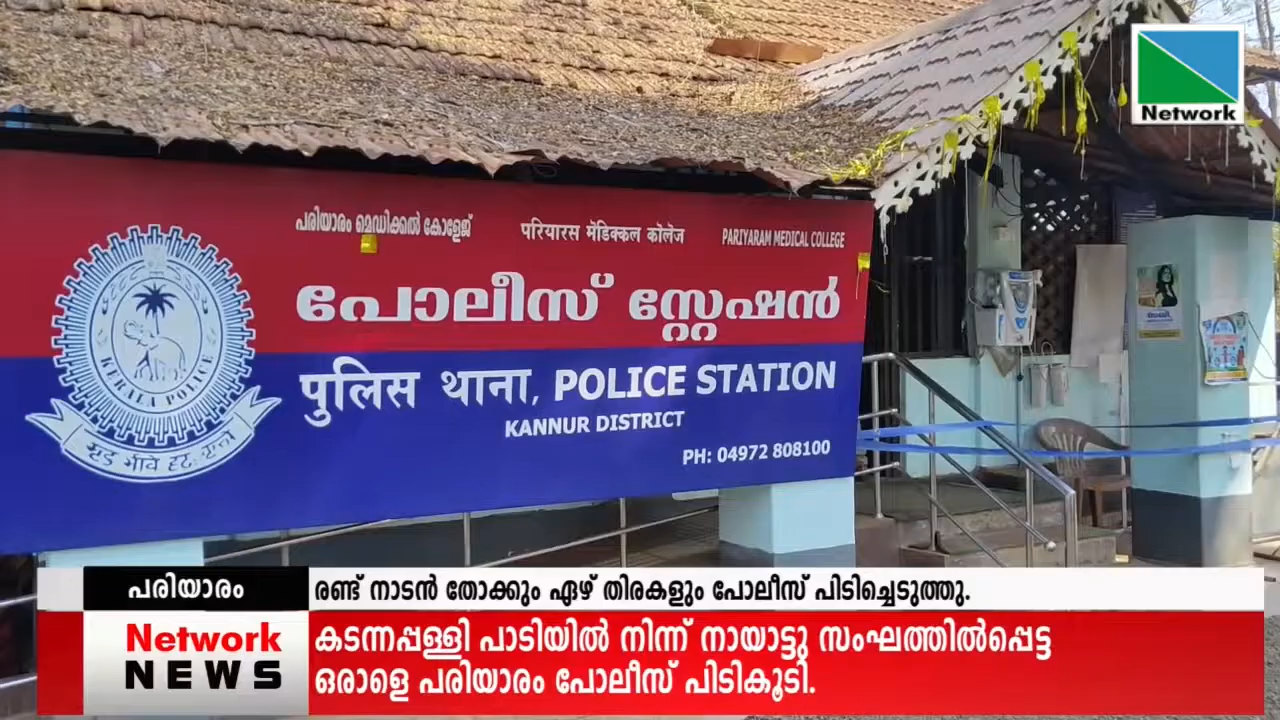 Network
പരിയാരം മെഡിക്കൽ കോളേജ്
परियारम मेडिक्कल कॉलेज
PARIYARAM MEDICAL COLLEGE
പോലീസ് സ്റ്റേഷൻ
पुलिस थाना, POLICE STATION
KANNUR DISTRICT
PH: 04972 808100
KERALA POLICE
പരിയാരം
രണ്ട് നാടൻ തോക്കും ഏഴ് തിരകളും പോലീസ് പിടിച്ചെടുത്തു.
Network
NEWS
കടന്നപ്പള്ളി പാടിയിൽ നിന്ന് നായാട്ടു സംഘത്തിൽപ്പെട്ട
ഒരാളെ പരിയാരം പോലീസ് പിടികൂടി.